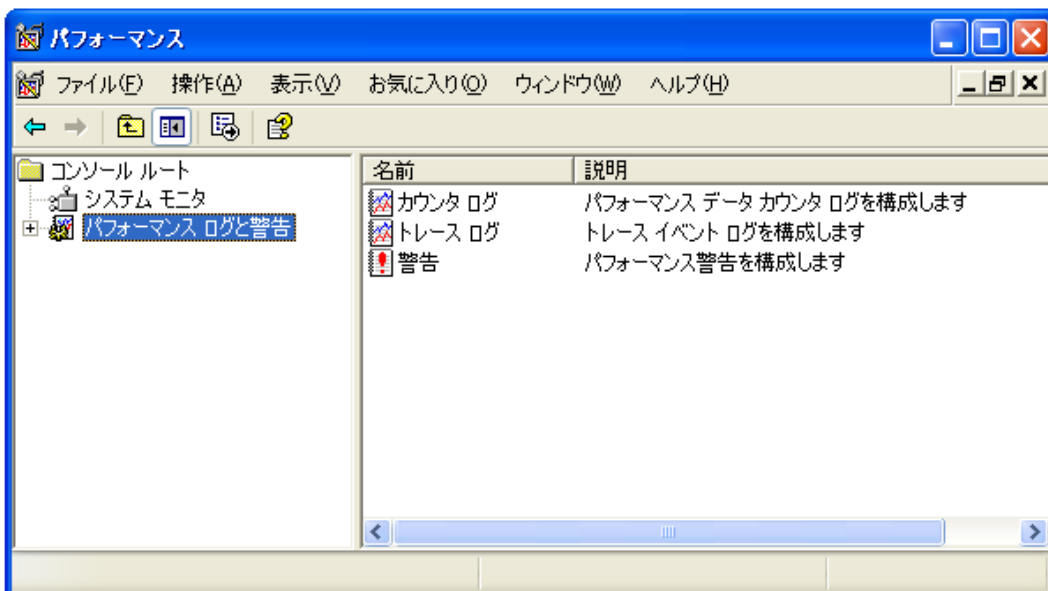 パフォーマンス
ファイル(F) 操作(A) 表示(V) お気に入り(O) ウィンドウ(W) ヘルプ(H)
コンソール ルート
システム モニタ
パフォーマンス ログと警告
名前 説明
カウンタ ログ パフォーマンス データ カウンタ ログを構成します
トレース ログ トレース イベント ログを構成します
警告 パフォーマンス警告を構成します